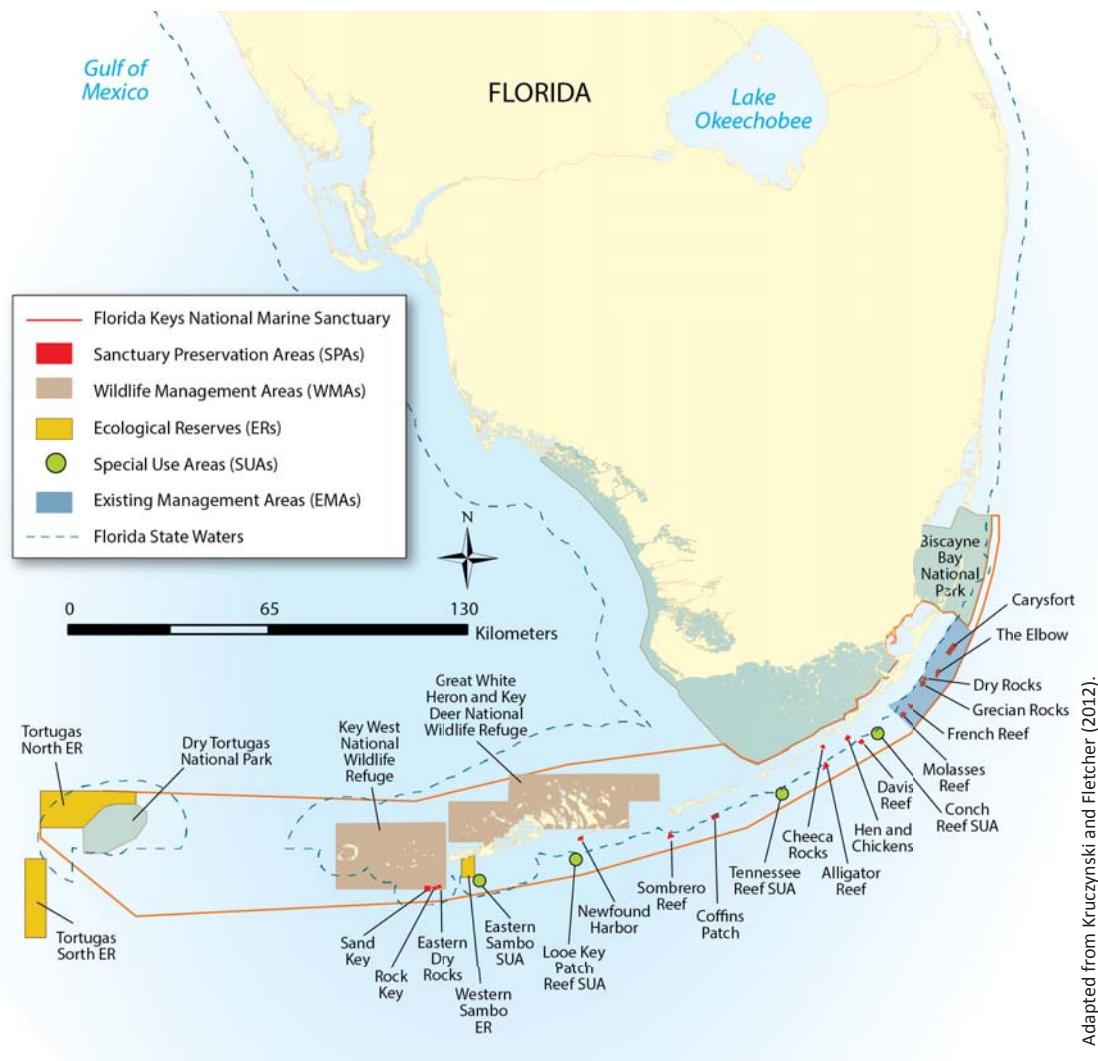 Gulf of
Mexico
FLORIDA
Lake
Okeechobee
Florida Keys National Marine Sanctuary
Sanctuary Preservation Areas (SPAs)
Wildlife Management Areas (WMAs)
Ecological Reserves (ERs)
Special Use Areas (SUAs)
Existing Management Areas (EMAs)
Florida State Waters
N
0
65
130
Kilometers
Biscayne
Bay
National
Park
Carysfort
The Elbow
Dry Rocks
Grecian Rocks
French Reef
Molasses
Reef
Conch
Reef SUA
Davis
Reef
Hen and
Chickens
Alligator
Reef
Cheeca
Rocks
Tennessee
Reef SUA
Coffins
Patch
Sombrero
Reef
Newfound
Harbor
Looe Key
Patch
Reef SUA
Eastern
Sambo
SUA
Western
Sambo
ER
Eastern
Dry
Rocks
Rock
Key
Sand
Key
Great White
Heron and Key
Deer National
Wildlife Refuge
Key West
National
Wildlife
Refuge
Dry Tortugas
National Park
Tortugas
North ER
Tortugas
Sorth ER
Adapted from Kruczynski and Fletcher (2012).